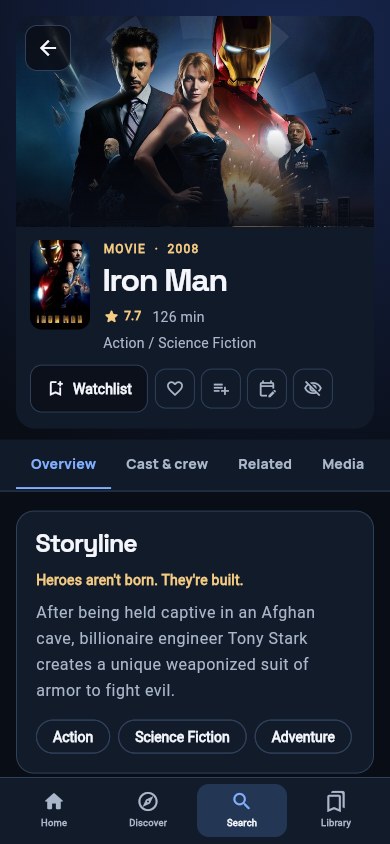 MOVIE · 2008
Iron Man
7.7 126 min
Action / Science Fiction
IRON MAN
Watchlist
Overview Cast & crew Related Media
Storyline
Heroes aren't born. They're built.
After being held captive in an Afghan
cave, billionaire engineer Tony Stark
creates a unique weaponized suit of
armor to fight evil.
Action Science Fiction Adventure
Home Discover Search Library